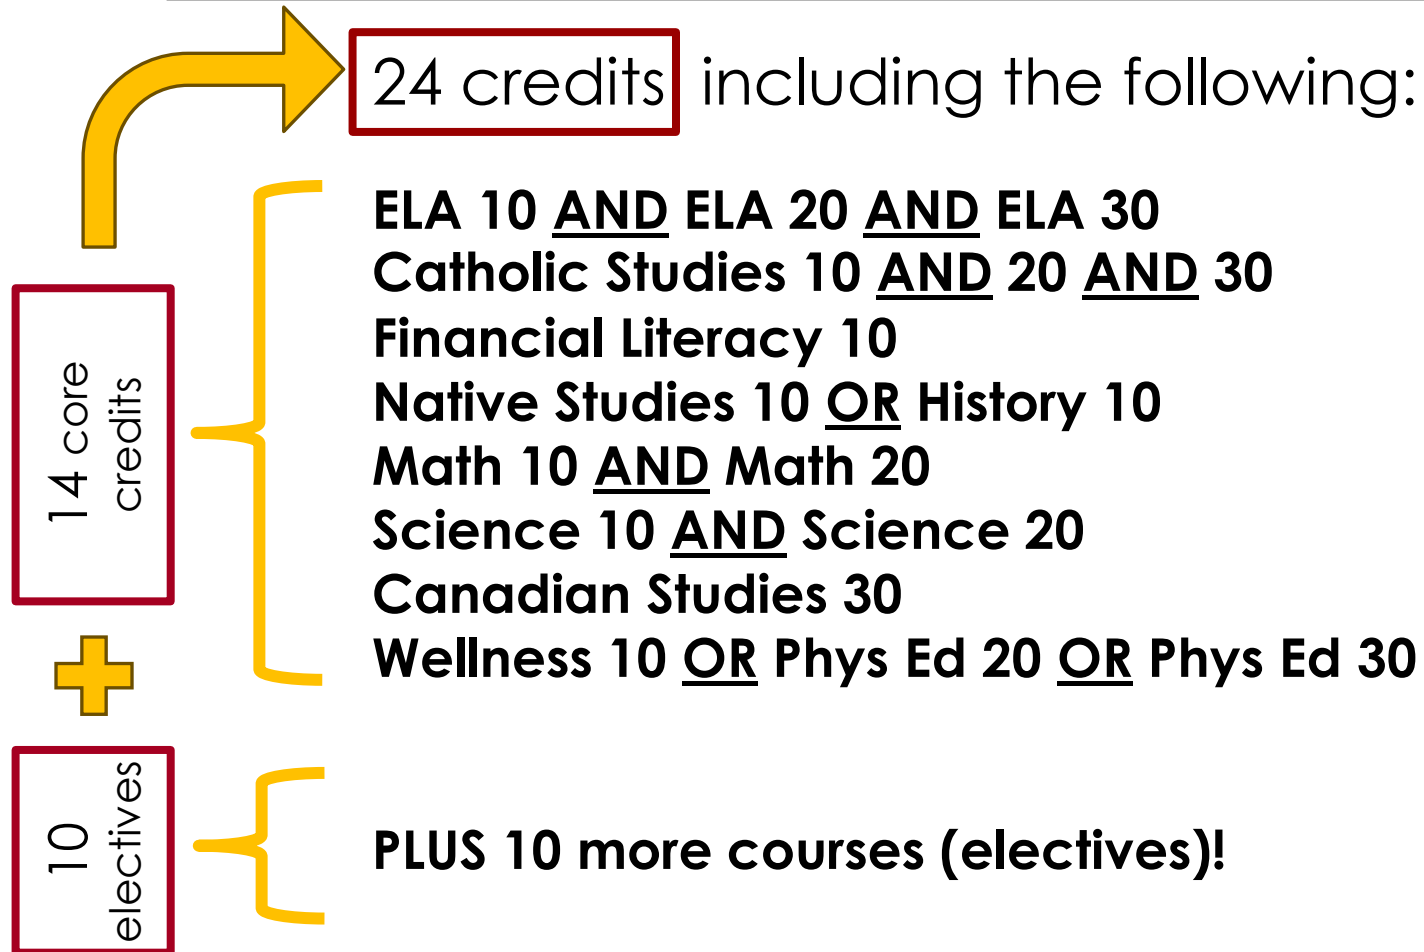 24 credits including the following:
14 core
credits
ELA 10 AND ELA 20 AND ELA 30
Catholic Studies 10 AND 20 AND 30
Financial Literacy 10
Native Studies 10 OR History 10
Math 10 AND Math 20
Science 10 AND Science 20
Canadian Studies 30
Wellness 10 OR Phys Ed 20 OR Phys Ed 30
10
electives
PLUS 10 more courses (electives)!